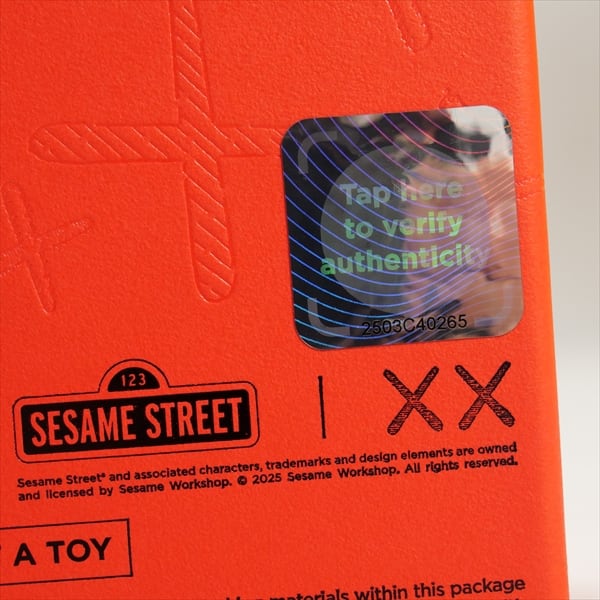 Tap here
to verify
authenticity
2503C40265
123
SESAME STREET
XX
Sesame Street® and associated characters, trademarks and design elements are owned
and licensed by Sesame Workshop. © 2025 Sesame Workshop. All rights reserved.
A TOY
materials within this package